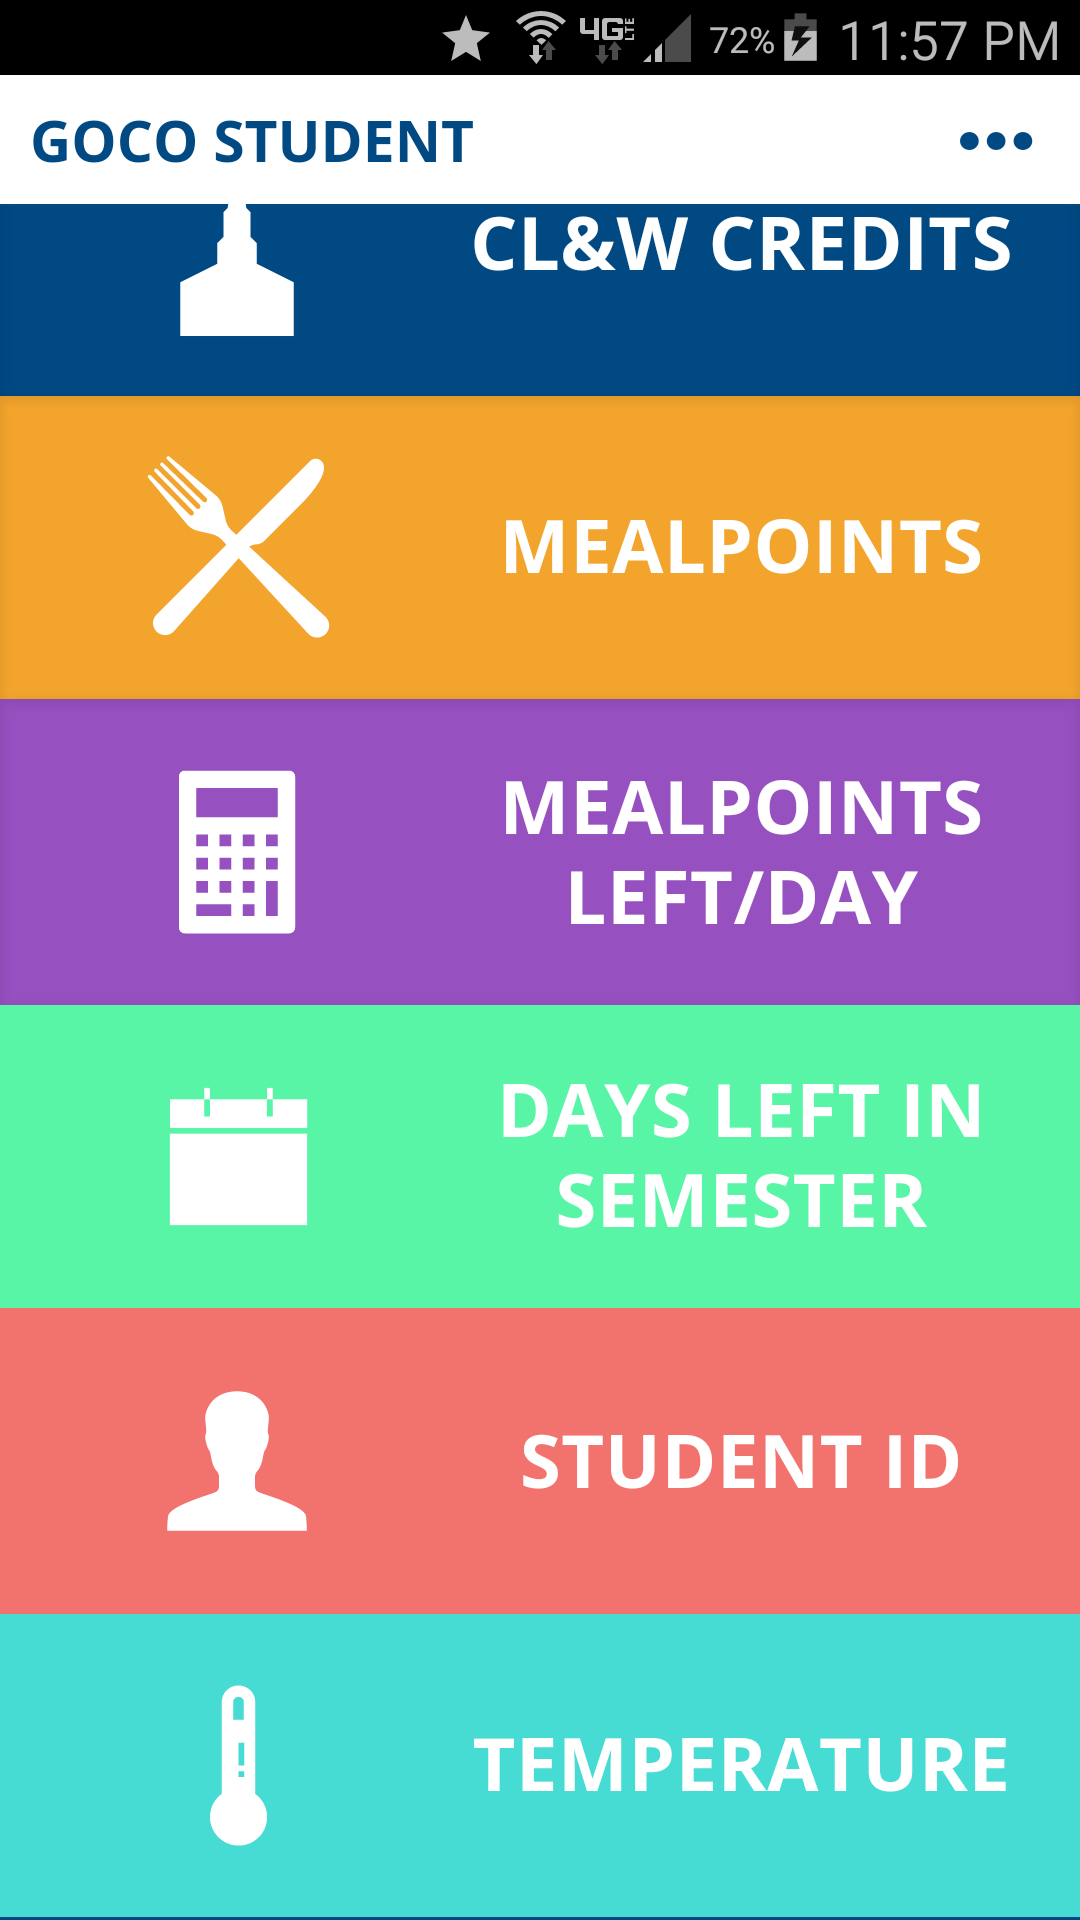 4G LTE 72% 11:57 PM
GOCO STUDENT
CL&W CREDITS
MEALPOINTS
MEALPOINTS
LEFT/DAY
DAYS LEFT IN
SEMESTER
STUDENT ID
TEMPERATURE